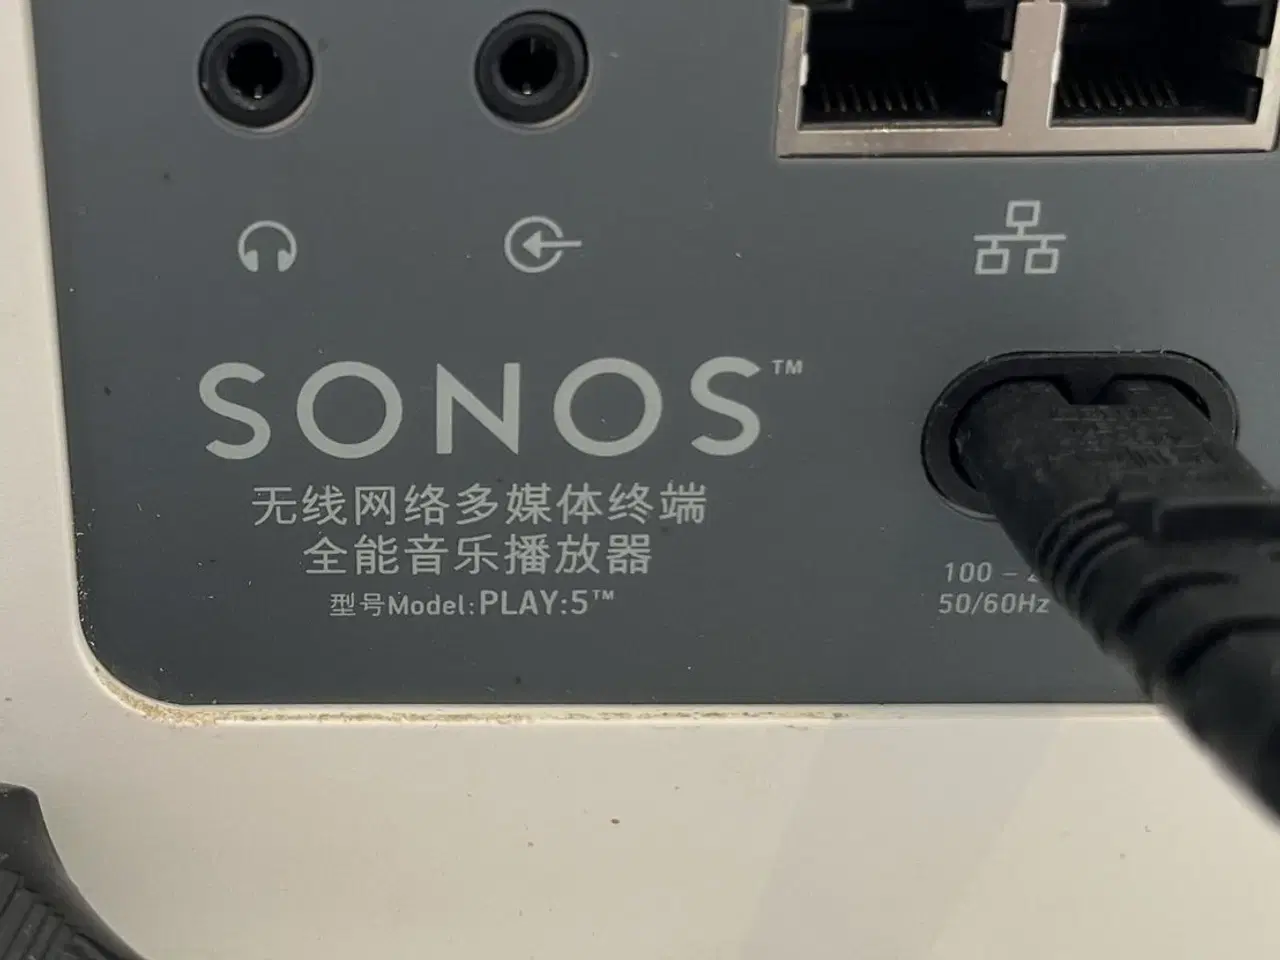 SONOS™
无线网络多媒体终端
全能音乐播放器
型号Model:PLAY:5™
100 –
50/60Hz